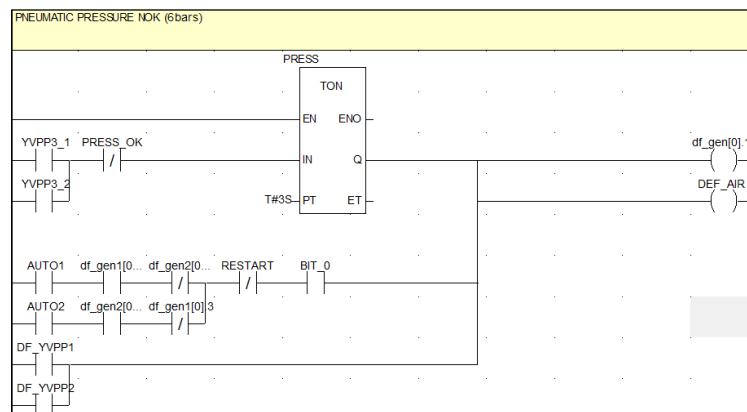 PNEUMATIC PRESSURE NOK (6bars)
PRESS
TON
EN ENO
YVPP3_1 PRESS_OK df_gen[0].1
IN Q
YVPP3_2 DEF_AIR
T#3S PT ET
AUTO1 df_gen1[0... df_gen2[0... RESTART BIT_0
AUTO2 df_gen2[0... df_gen1[0].3
DF_YVPP1
DF_YVPP2